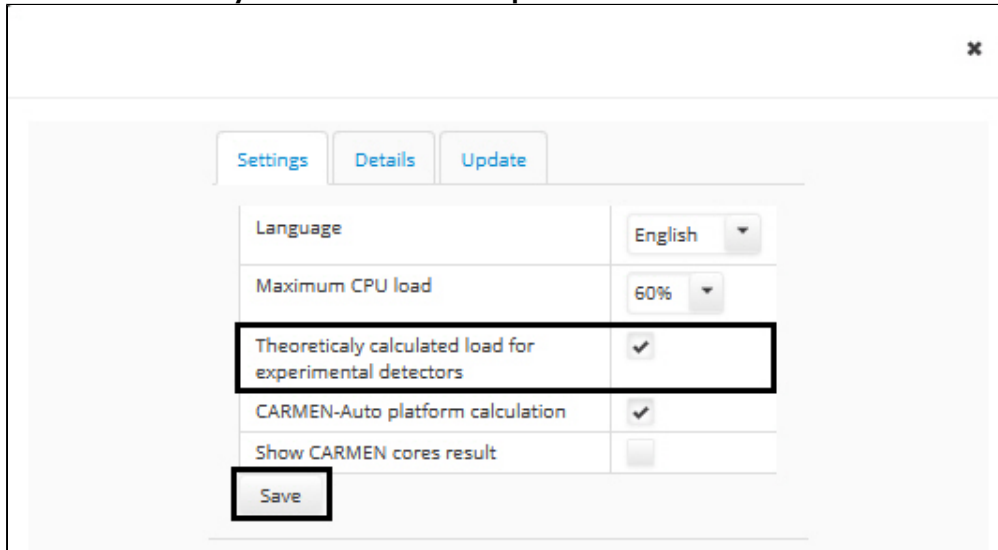 Settings
Details
Update
Language
English
Maximum CPU load
60%
Theoreticaly calculated load for
experimental detectors
CARMEN-Auto platform calculation
Show CARMEN cores result
Save